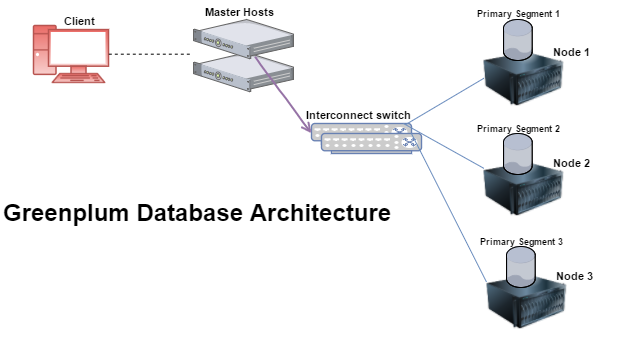 Client
Master Hosts
Primary Segment 1
Node 1
Interconnect switch
Primary Segment 2
Node 2
Greenplum Database Architecture
Primary Segment 3
Node 3